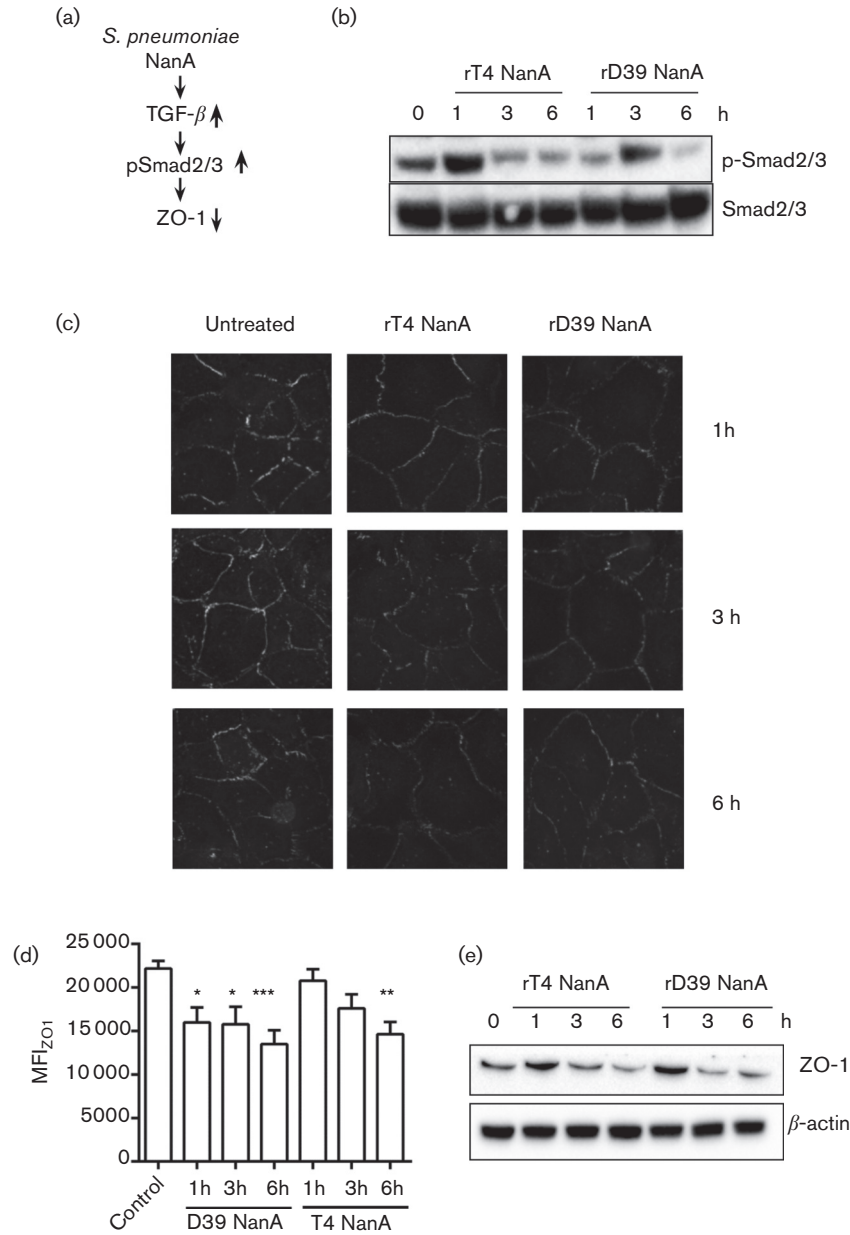 (a)
S. pneumoniae
NanA
TGF-β
pSmad2/3
ZO-1
(b)
rT4 NanA rD39 NanA
0 1 3 6 1 3 6 h
p-Smad2/3
Smad2/3
(c)
Untreated rT4 NanA rD39 NanA
1h
3 h
6 h
(d)
MFI_ZO1
25 000
20 000
15 000
10 000
5000
0
* * *** **
Control 1h 3h 6h 1h 3h 6h
D39 NanA T4 NanA
(e)
rT4 NanA rD39 NanA
0 1 3 6 1 3 6 h
ZO-1
β-actin